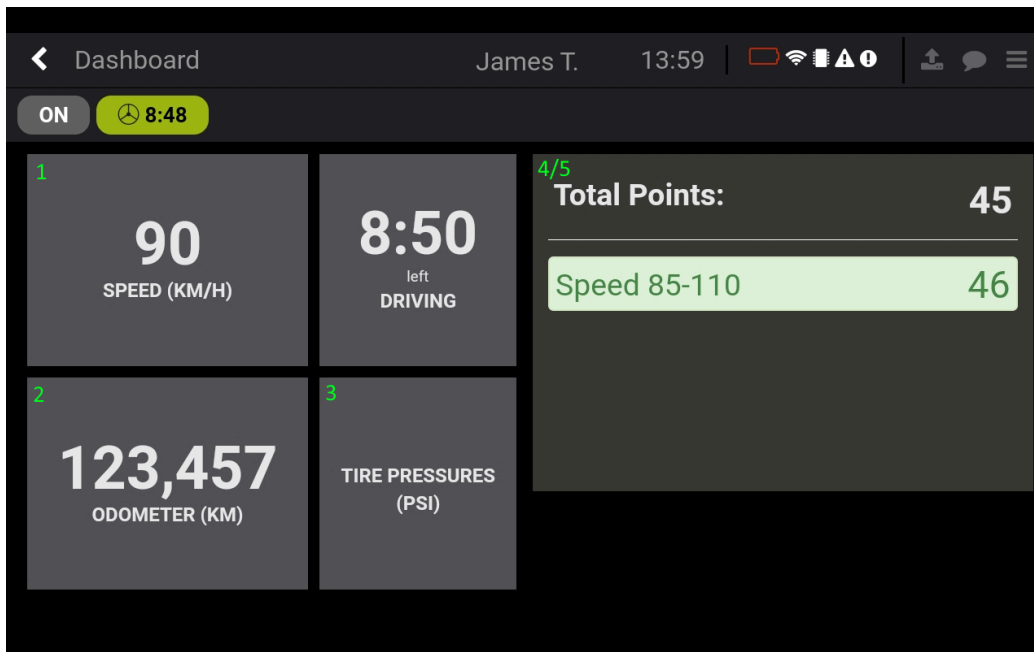 Dashboard James T. 13:59
ON 8:48
1
90
SPEED (KM/H)
8:50
left
DRIVING
4/5
Total Points: 45
Speed 85-110 46
2
123,457
ODOMETER (KM)
3
TIRE PRESSURES
(PSI)